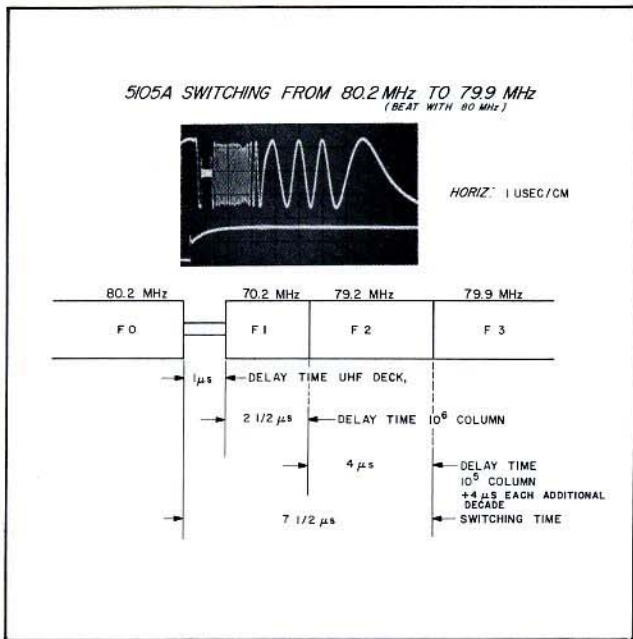 5105A SWITCHING FROM 80.2 MHz TO 79.9 MHz
(BEAT WITH 80 MHz)
HORIZ: 1 USEC/CM
80.2 MHz 70.2 MHz 79.2 MHz 79.9 MHz
F0 F1 F2 F3
1μs DELAY TIME UHF DECK,
2 1/2 μs DELAY TIME 10⁶ COLUMN
4 μs DELAY TIME
10⁵ COLUMN
+4 μs EACH ADDITIONAL
DECADE
7 1/2 μs SWITCHING TIME